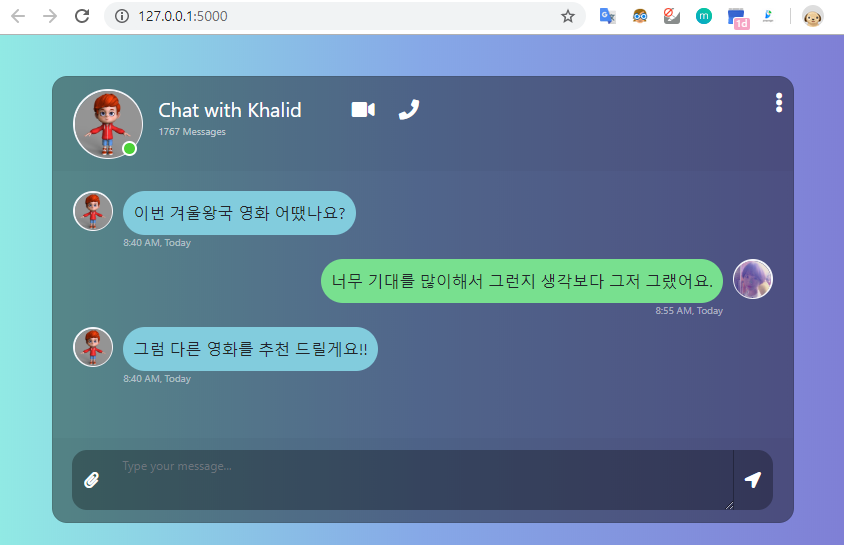 127.0.0.1:5000
1d
Chat with Khalid
1767 Messages
이번 겨울왕국 영화 어땠나요?
8:40 AM, Today
너무 기대를 많이해서 그런지 생각보다 그저 그랬어요.
8:55 AM, Today
그럼 다른 영화를 추천 드릴게요!!
8:40 AM, Today
Type your message...